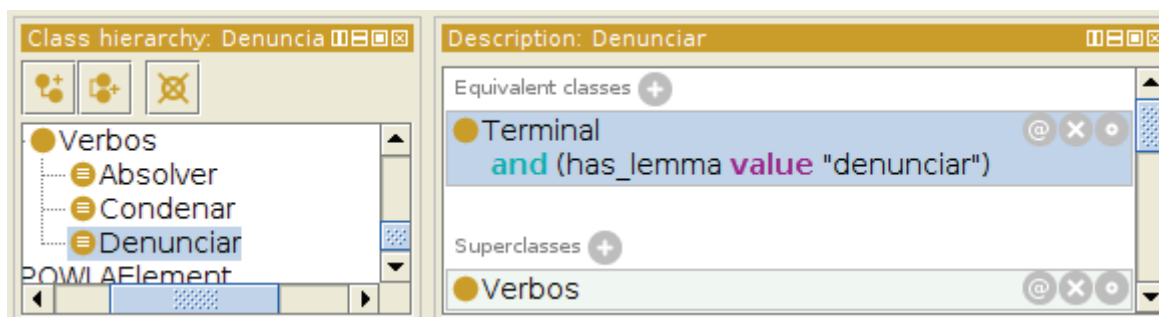 Class hierarchy: Denuncia
Verbos
Absolver
Condenar
Denunciar
POWLAElement
Description: Denunciar
Equivalent classes
Terminal
and (has_lemma value "denunciar")
Superclasses
Verbos